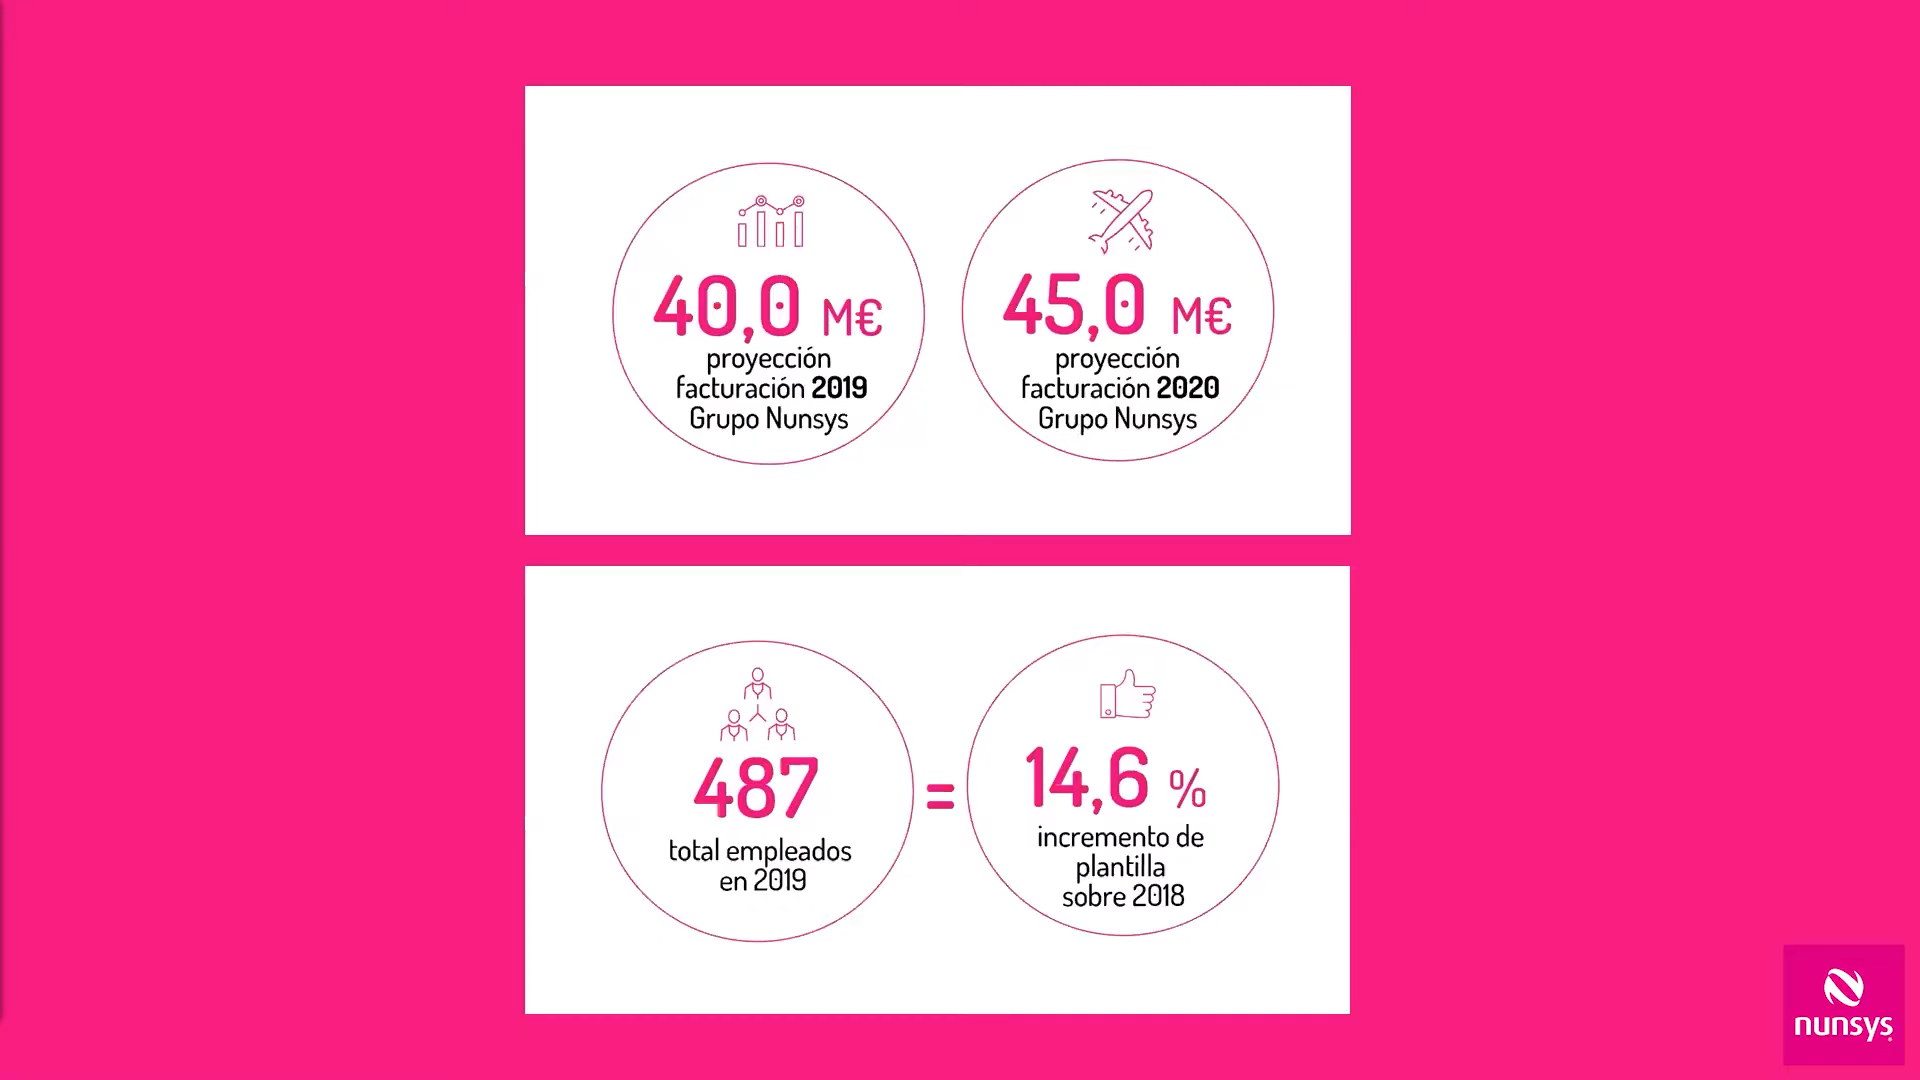 40,0 M€
proyección
facturación 2019
Grupo Nunsys
45,0 M€
proyección
facturación 2020
Grupo Nunsys
487
total empleados
en 2019
=
14,6 %
incremento de
plantilla
sobre 2018
nunsys